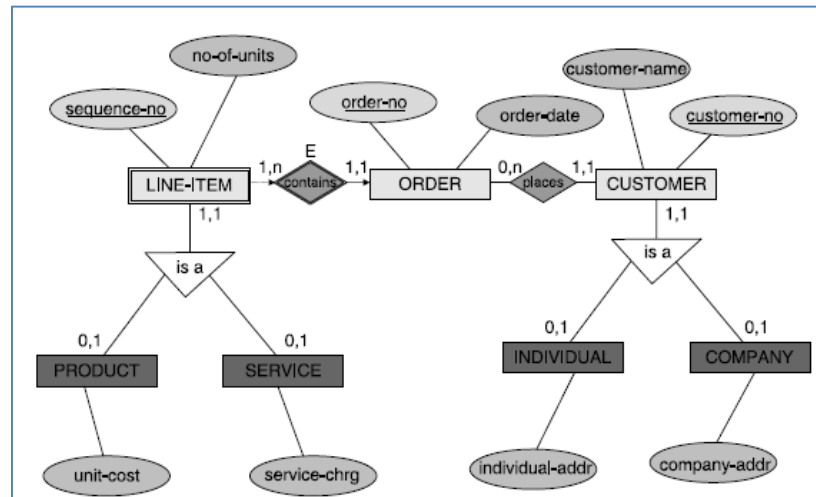 no-of-units
customer-name
sequence-no
order-no
order-date
customer-no
E
1,n
1,1
0,n
1,1
LINE-ITEM
contains
ORDER
places
CUSTOMER
1,1
1,1
is a
is a
0,1
0,1
0,1
0,1
PRODUCT
SERVICE
INDIVIDUAL
COMPANY
unit-cost
service-chrg
individual-addr
company-addr